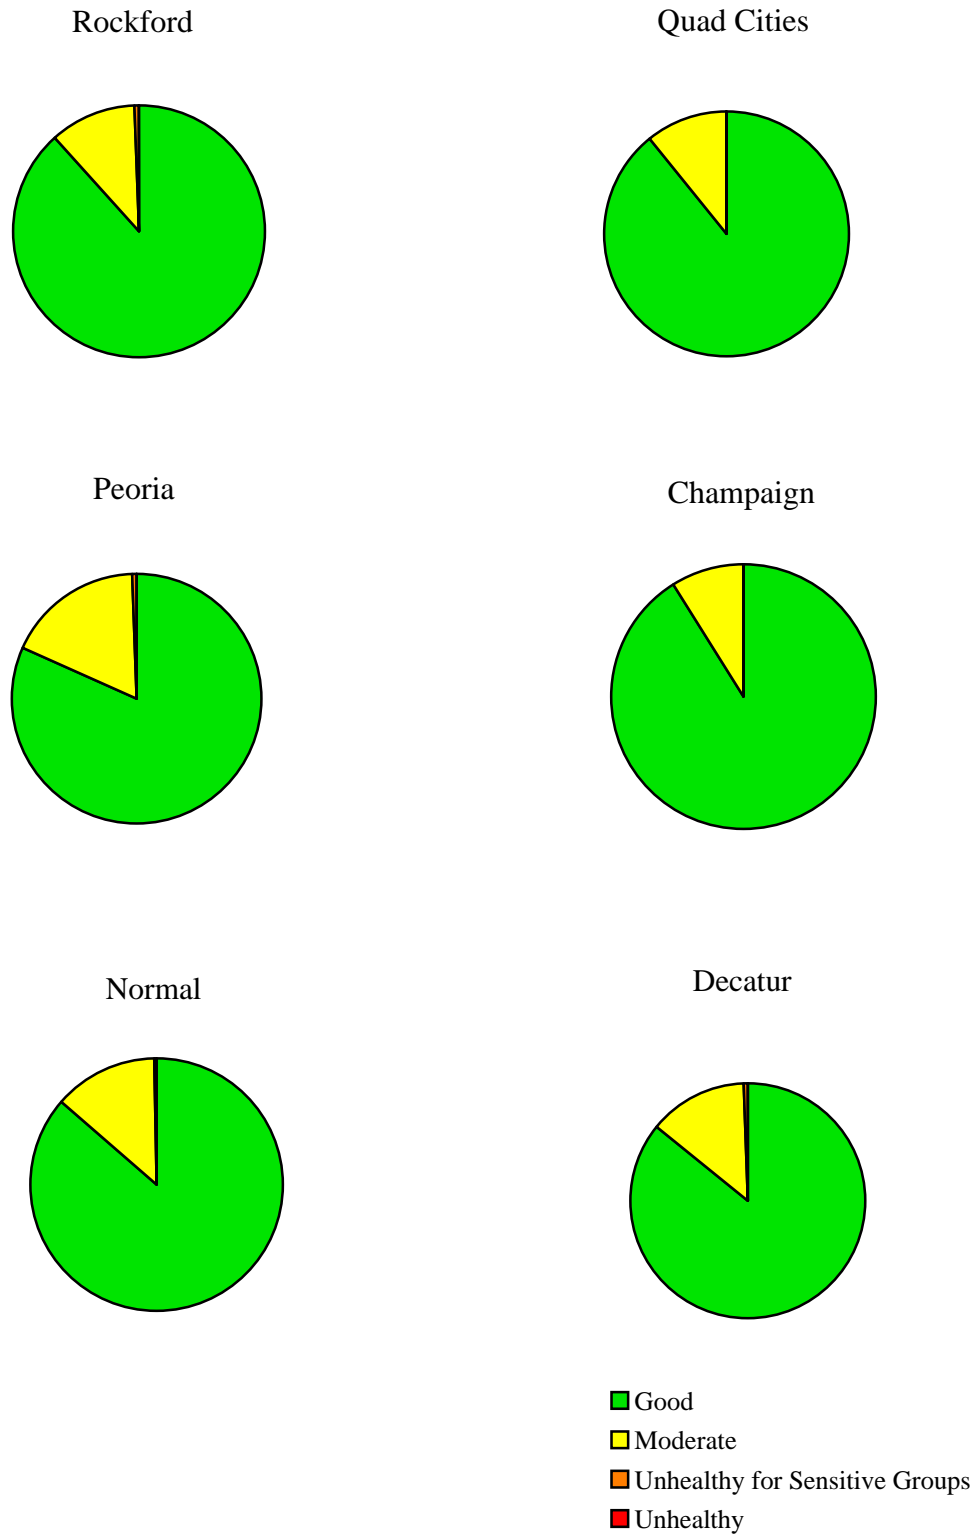 Rockford
Quad Cities
Peoria
Champaign
Normal
Decatur
Good
Moderate
Unhealthy for Sensitive Groups
Unhealthy